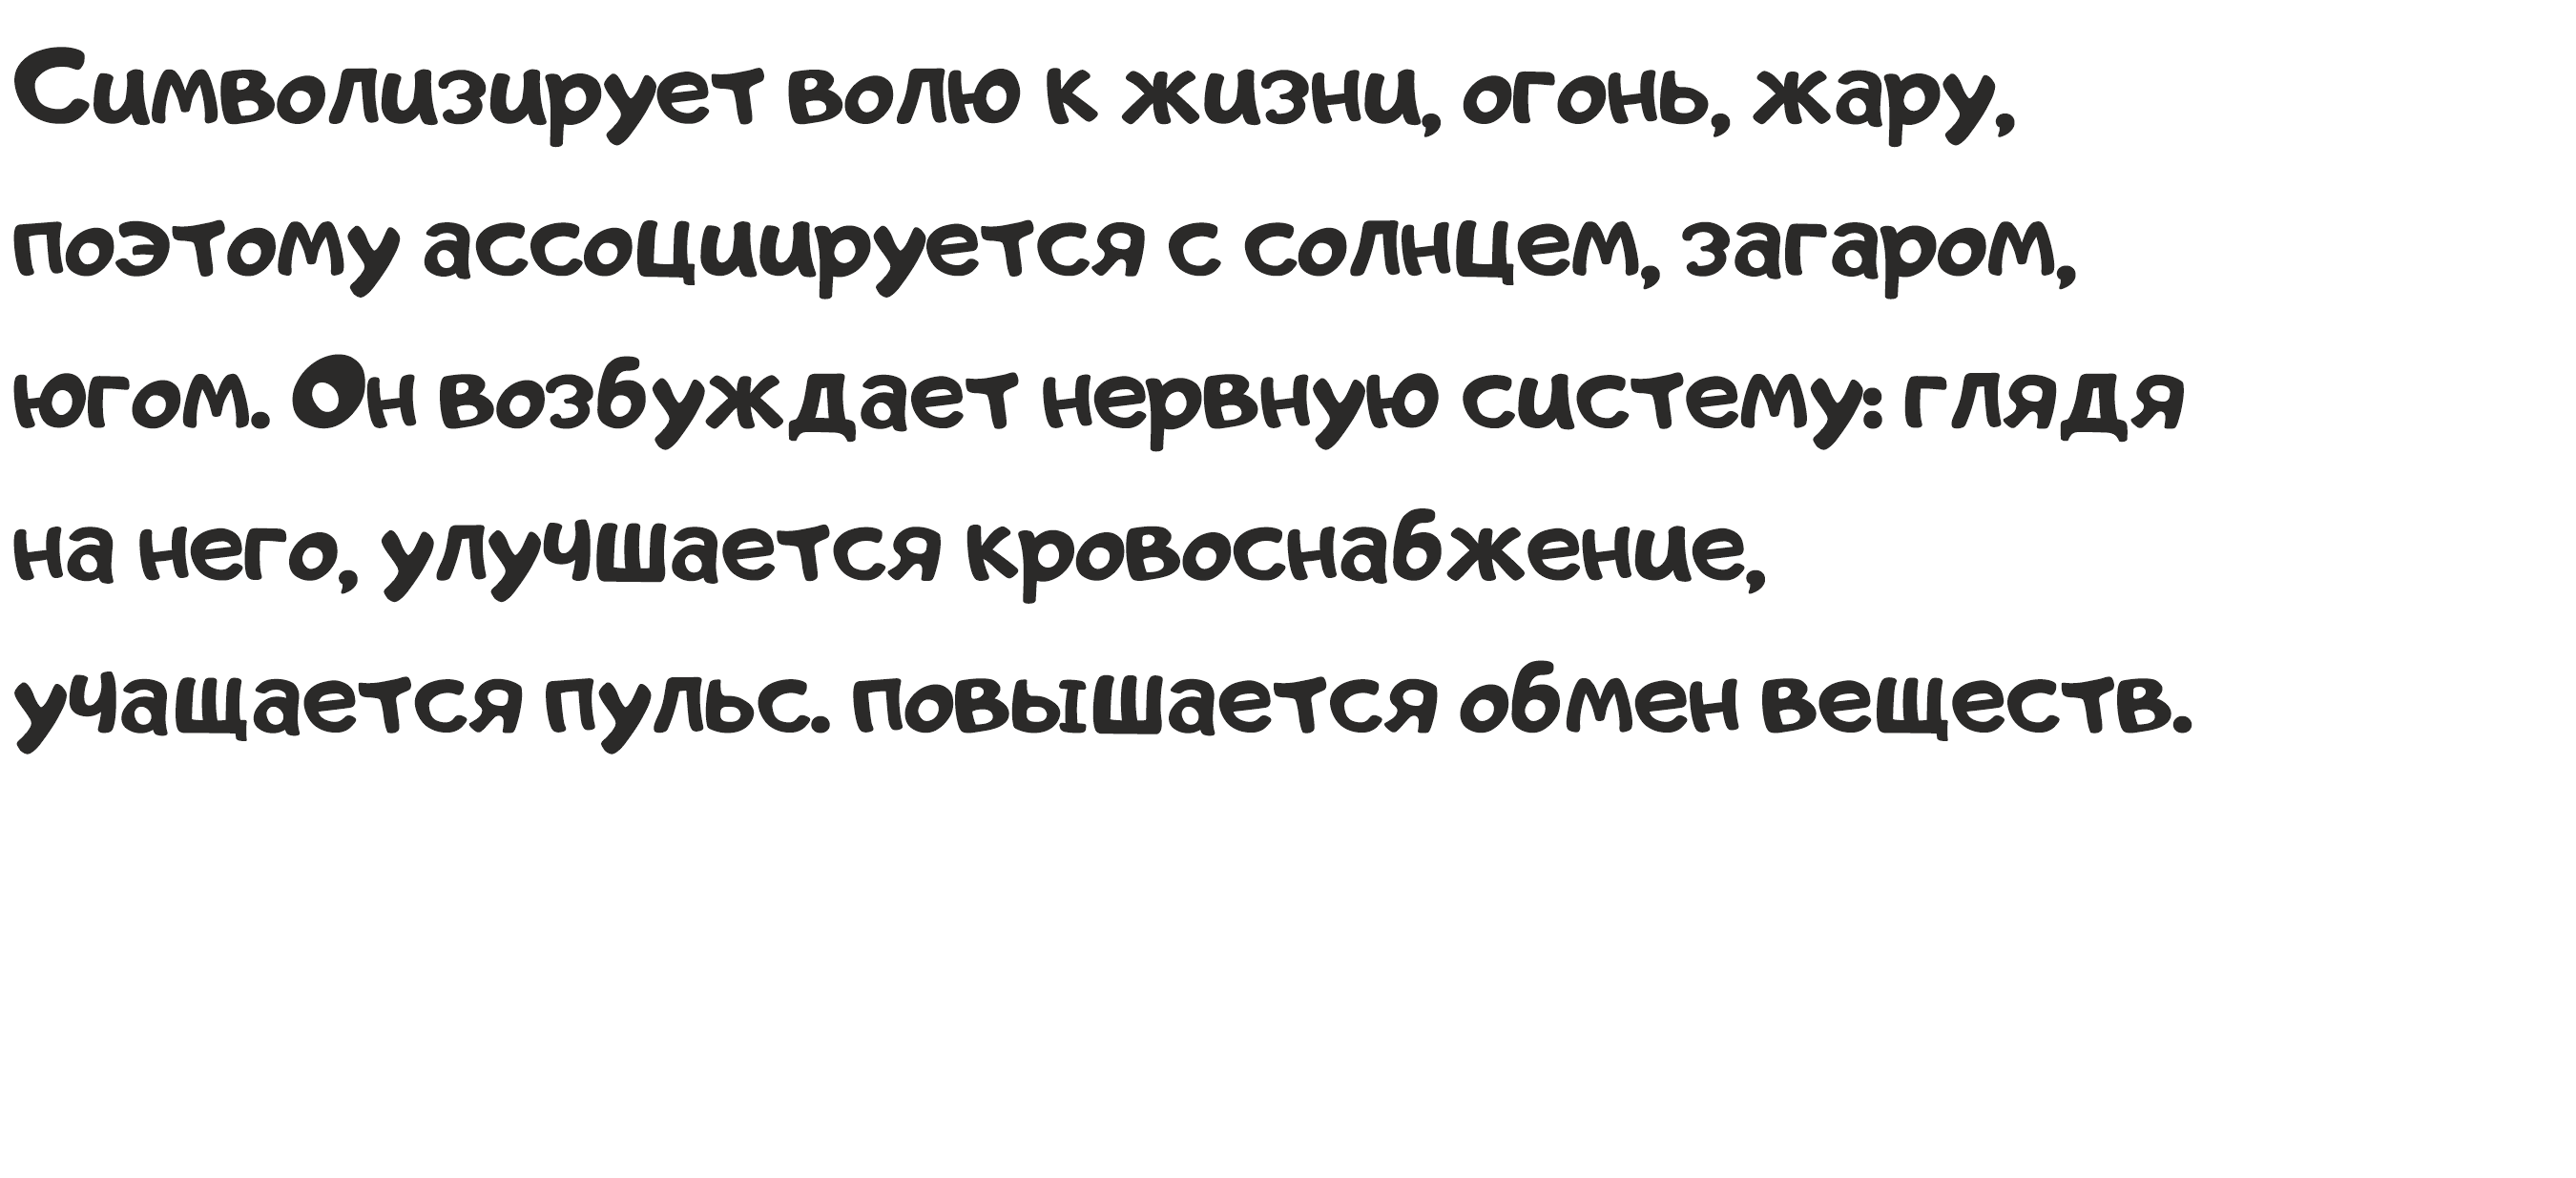 Символизирует волю к жизни, огонь, жару,
поэтому ассоциируется с солнцем, загаром,
югом. Он возбуждает нервную систему: глядя
на него, улучшается кровоснабжение,
учащается пульс. повышается обмен веществ.